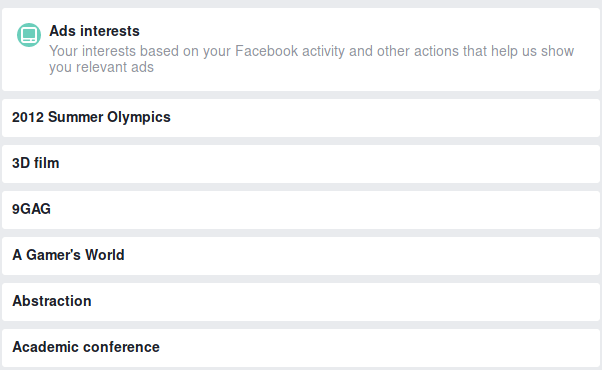 Ads interests
Your interests based on your Facebook activity and other actions that help us show
you relevant ads
2012 Summer Olympics
3D film
9GAG
A Gamer's World
Abstraction
Academic conference